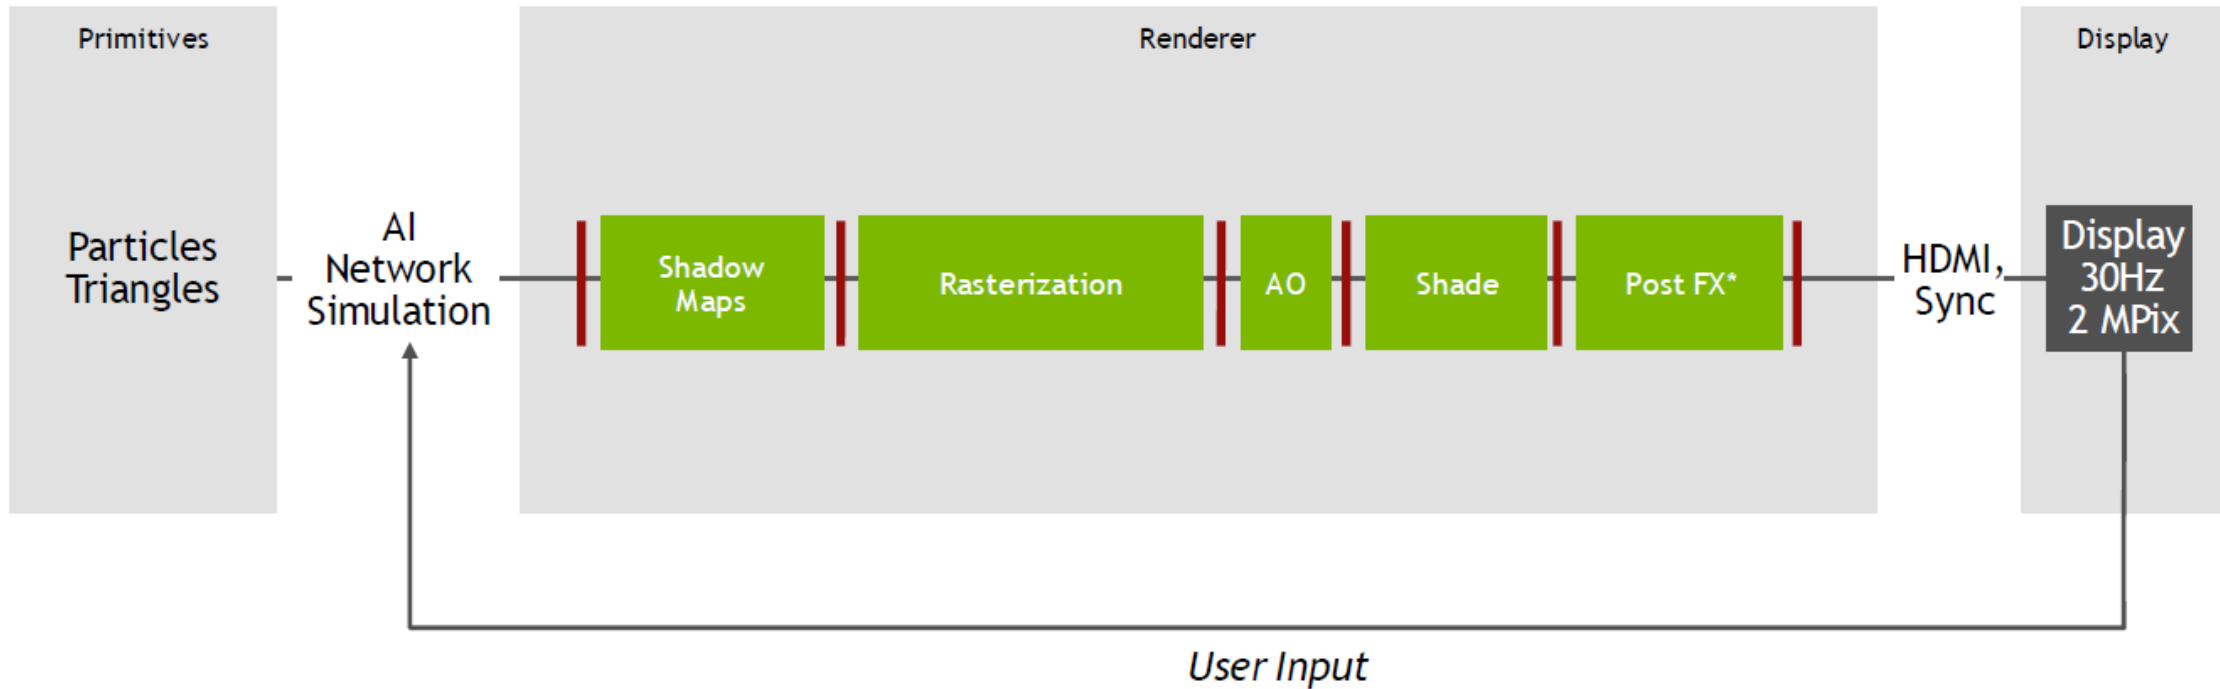 Primitives
Renderer
Display
Particles
Triangles
AI
Network
Simulation
Shadow
Maps
Rasterization
AO
Shade
Post FX*
HDMI,
Sync
Display
30Hz
2 MPix
User Input